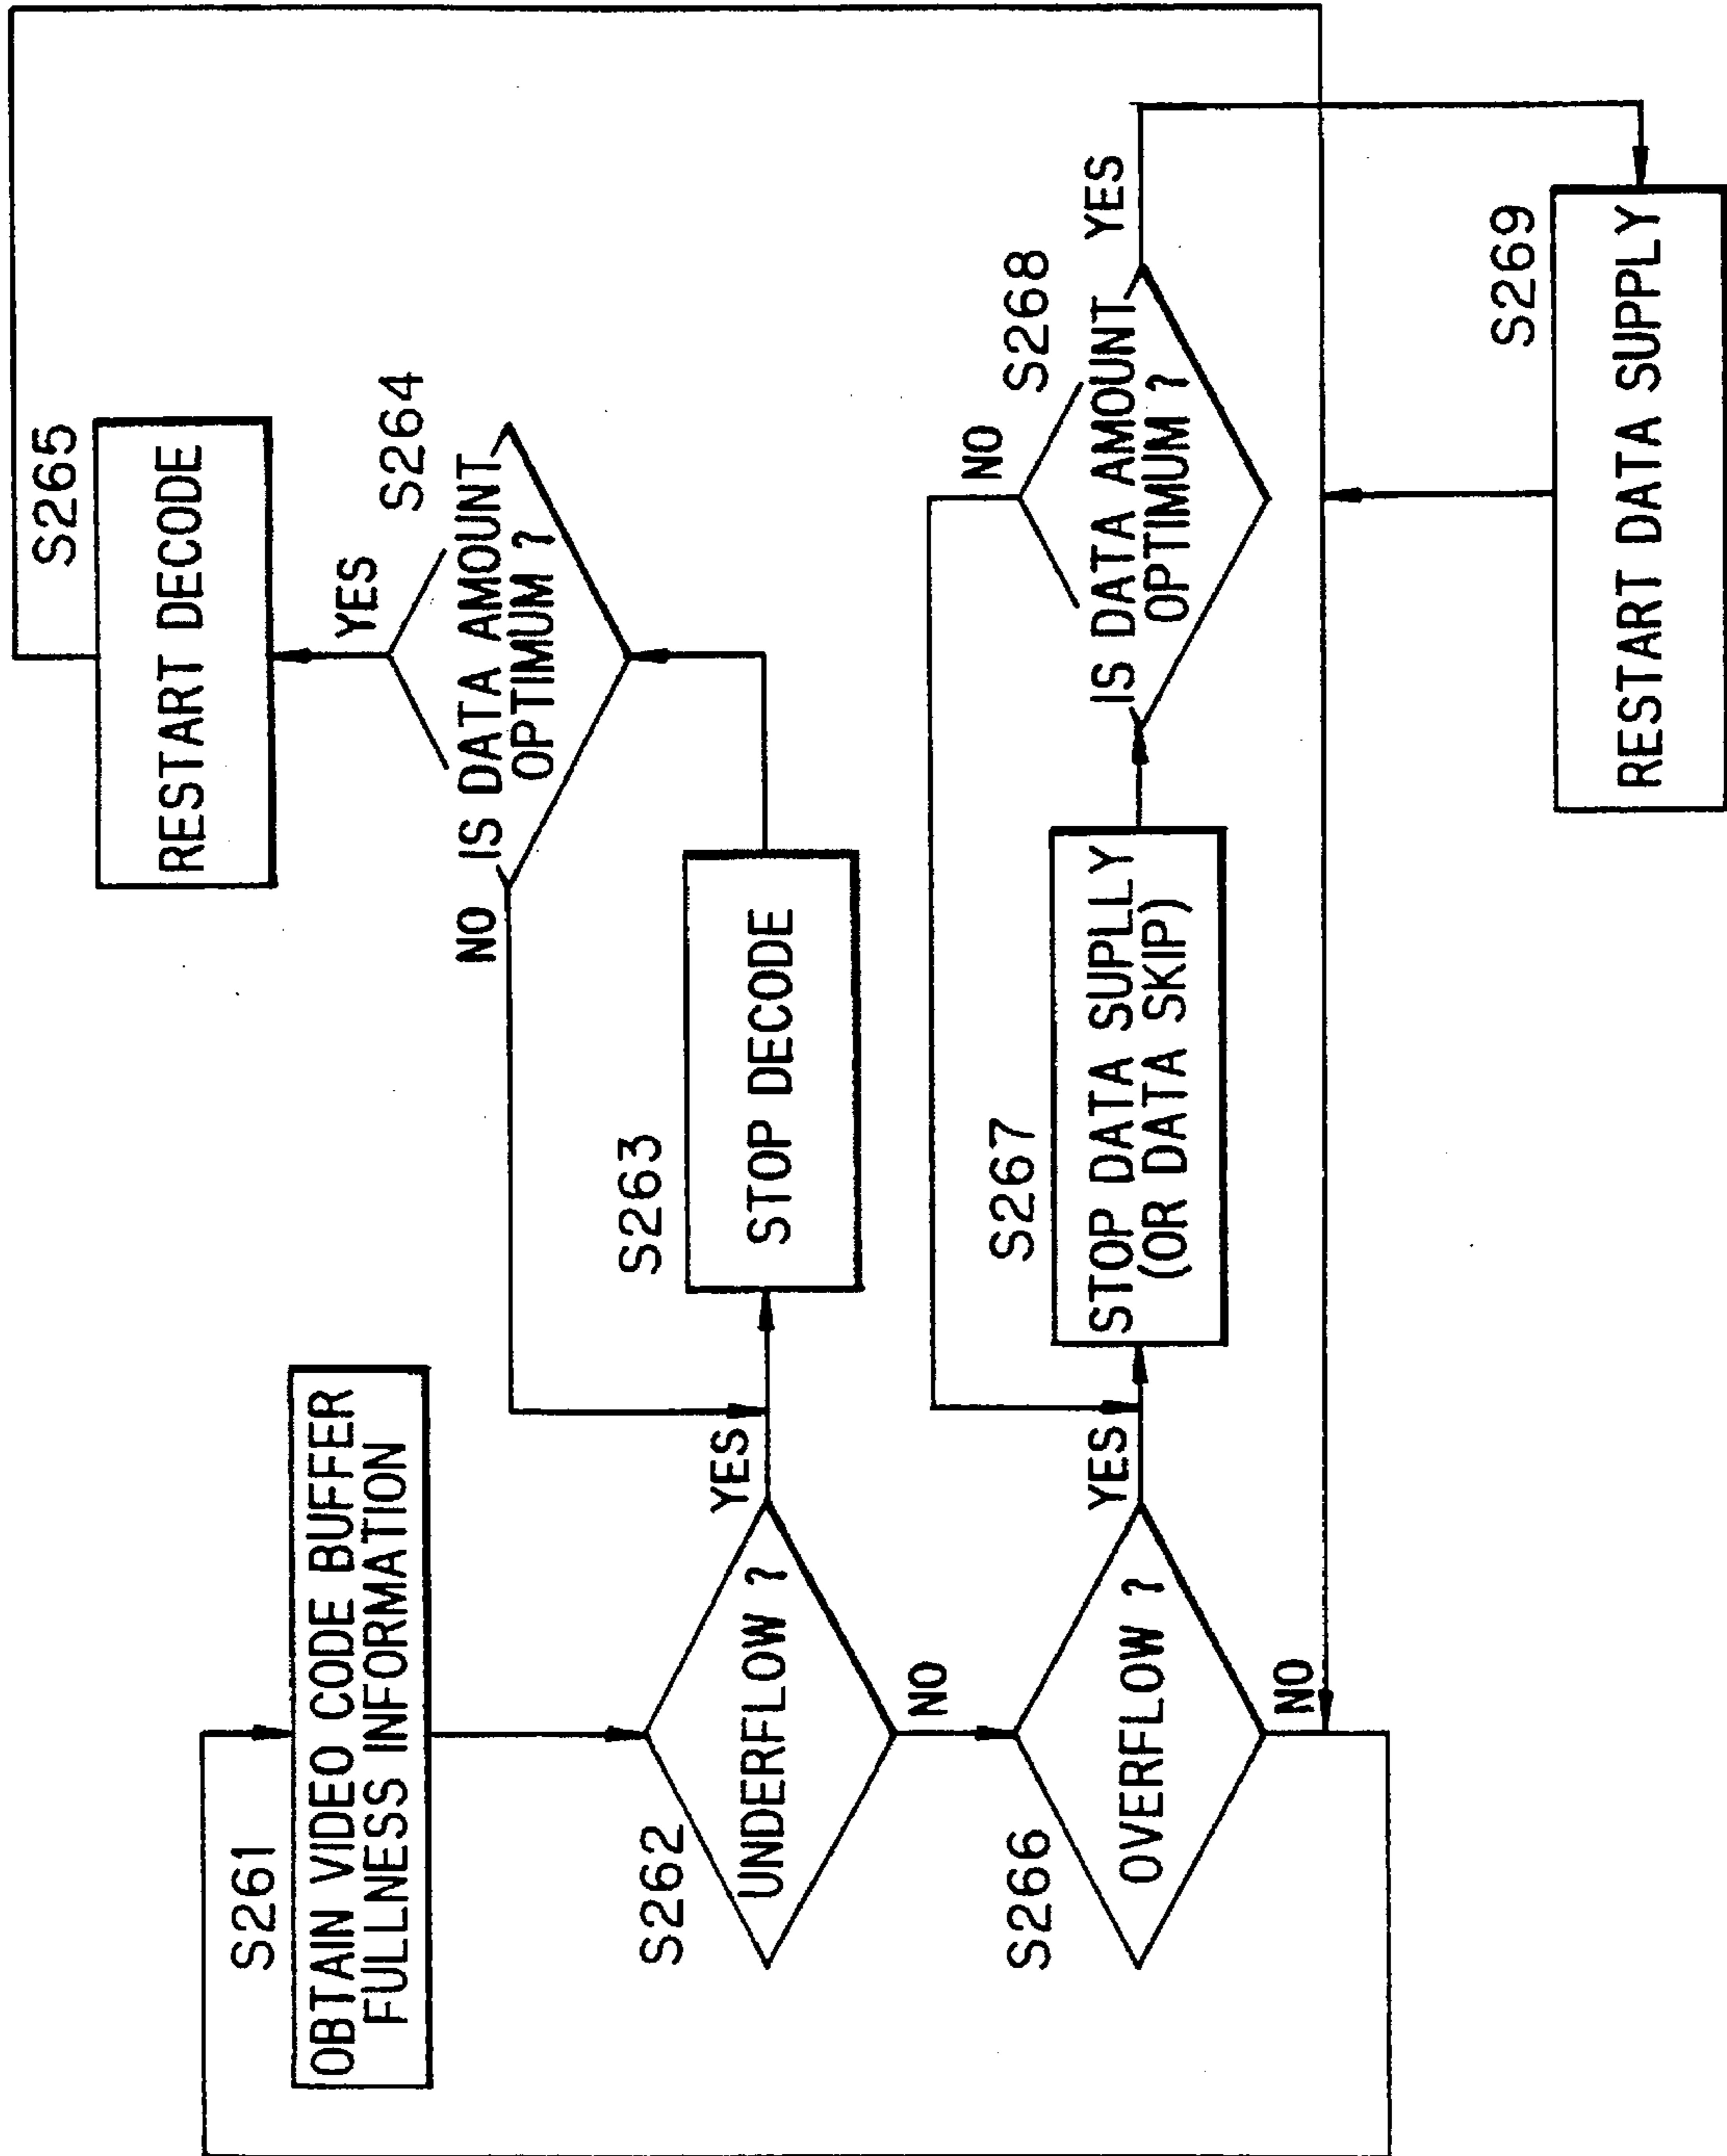 S261
OBTAIN VIDEO CODE BUFFER
FULLNESS INFORMATION
S262
UNDERFLOW ?
YES
NO
S263
STOP DECODE
S264
IS DATA AMOUNT
OPTIMUM ?
NO
YES
S265
RESTART DECODE
S266
OVERFLOW ?
YES
NO
S267
STOP DATA SUPLLY
(OR DATA SKIP)
S268
IS DATA AMOUNT
OPTIMUM ?
NO
YES
S269
RESTART DATA SUPPLY